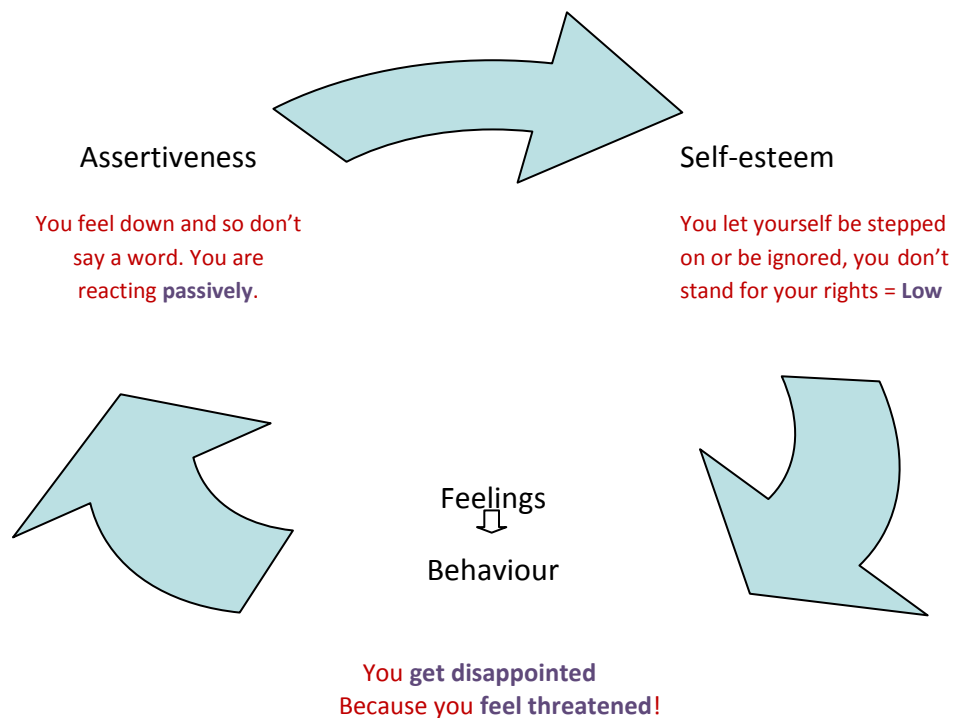 Assertiveness
Self-esteem
You feel down and so don’t
say a word. You are
reacting passively.
You let yourself be stepped
on or be ignored, you don’t
stand for your rights = Low
Feelings
Behaviour
You get disappointed
Because you feel threatened!